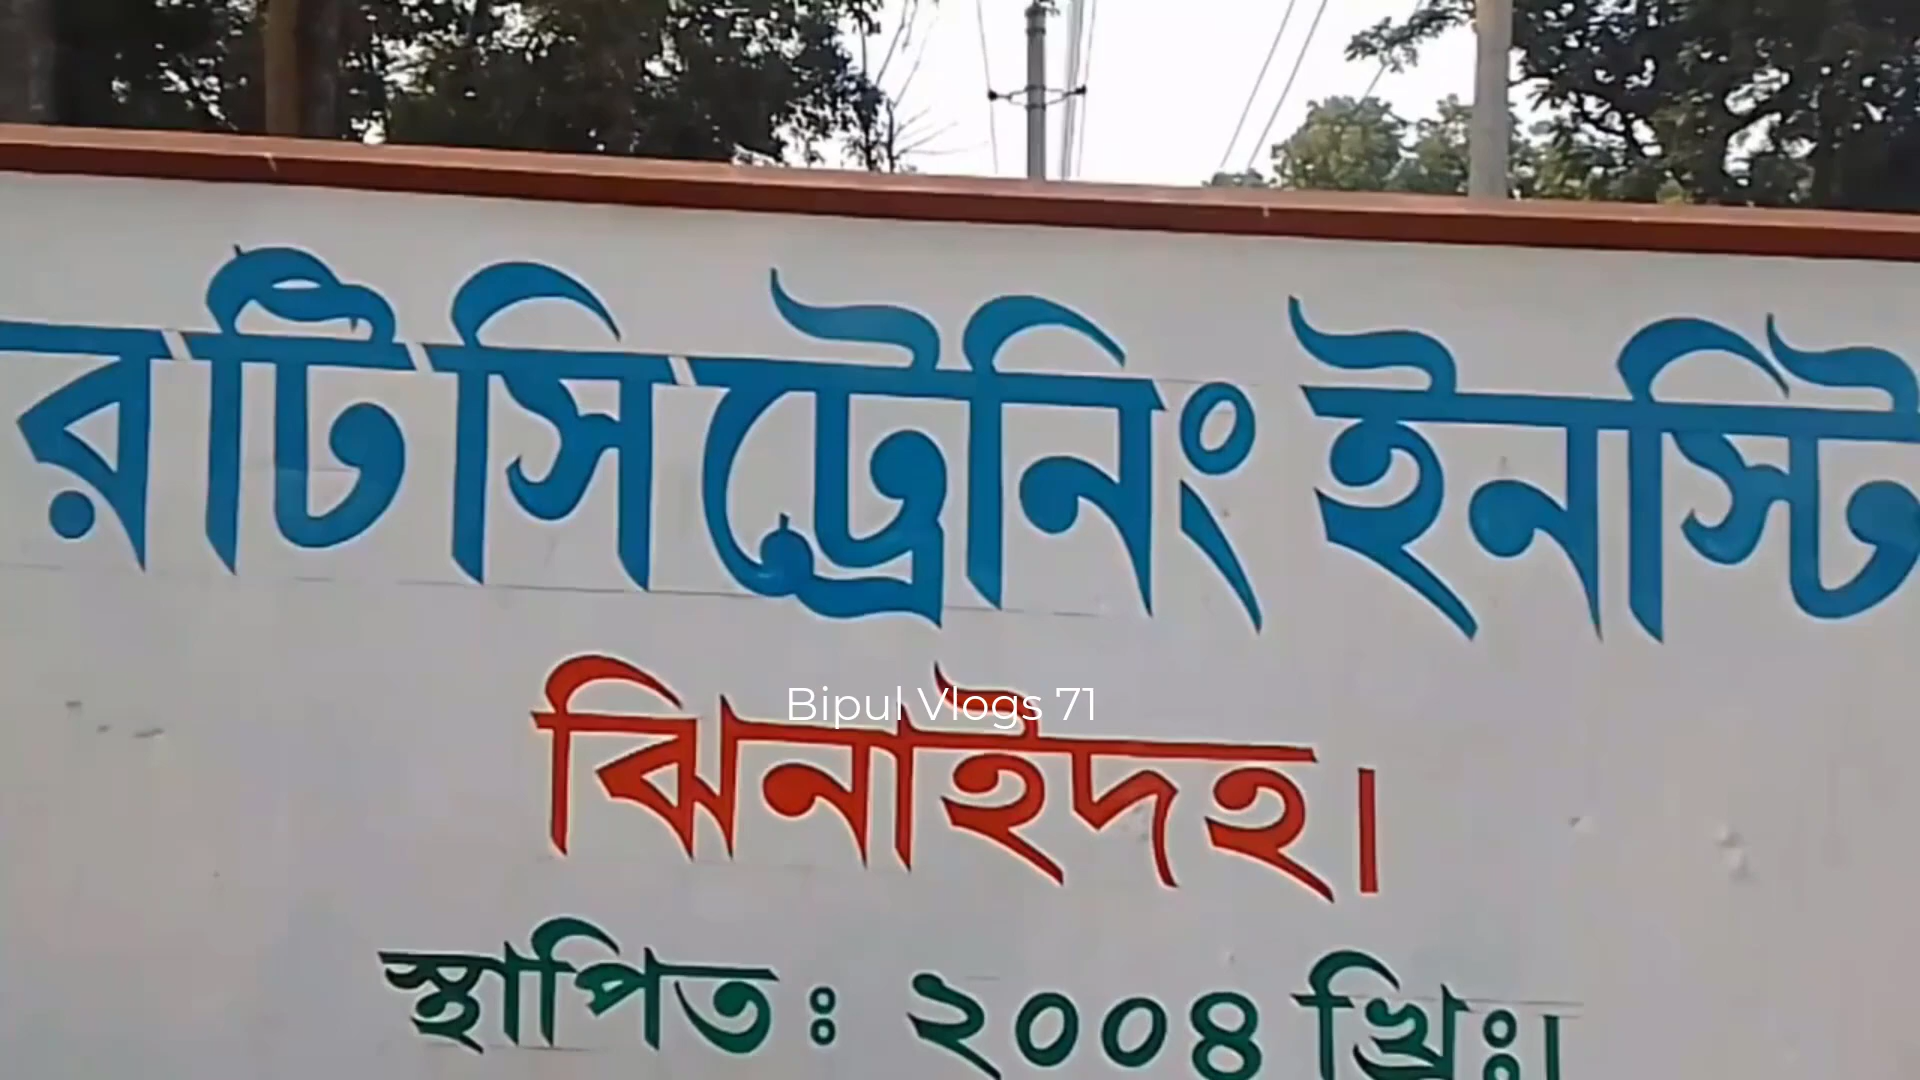 রটিসি ট্রেনিং ইনস্টি
ঝিনাইদহ।
Bipul Vlogs 71
স্থাপিত: ২০০৪ খ্রি:।